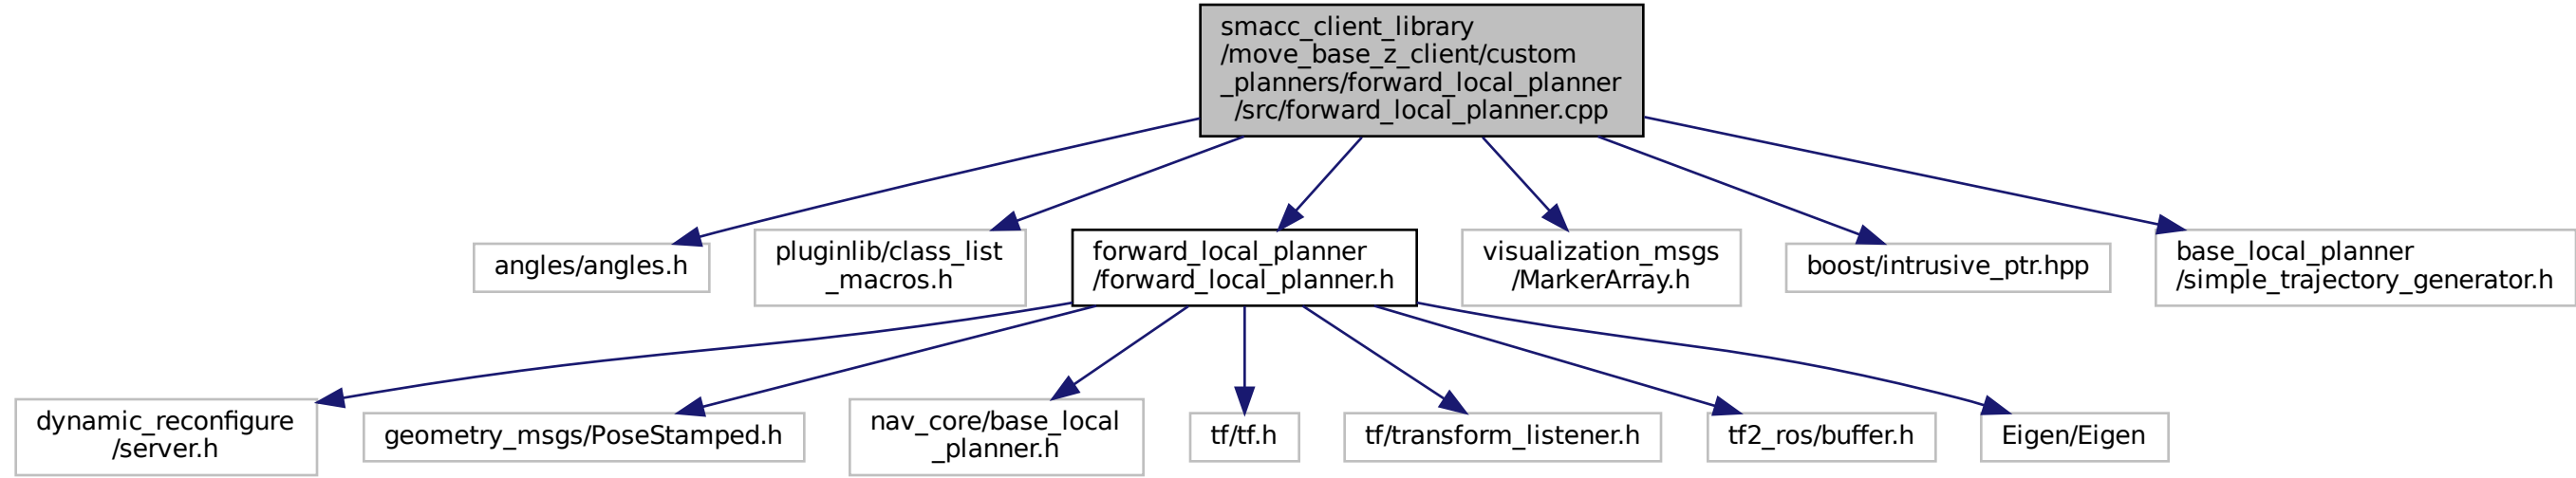 smacc_client_library
/move_base_z_client/custom
_planners/forward_local_planner
/src/forward_local_planner.cpp
angles/angles.h
pluginlib/class_list
_macros.h
forward_local_planner
/forward_local_planner.h
visualization_msgs
/MarkerArray.h
boost/intrusive_ptr.hpp
base_local_planner
/simple_trajectory_generator.h
dynamic_reconfigure
/server.h
geometry_msgs/PoseStamped.h
nav_core/base_local
_planner.h
tf/tf.h
tf/transform_listener.h
tf2_ros/buffer.h
Eigen/Eigen